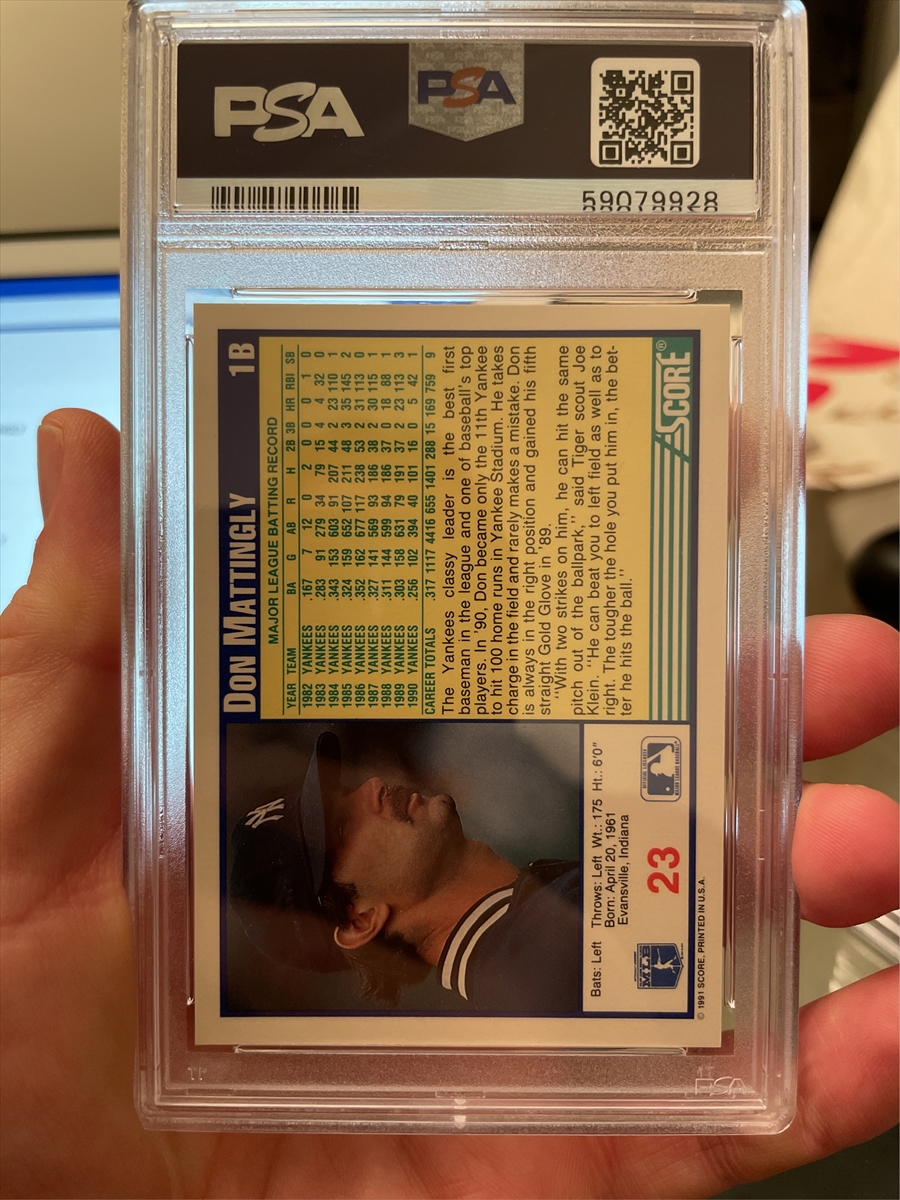 PSA
PSA
59079928
DON MATTINGLY 1B
MAJOR LEAGUE BATTING RECORD
YEAR TEAM BA G AB R H 2B 3B HR RBI SB
1982 YANKEES .167 7 12 0 2 0 0 0 1 0
1983 YANKEES .283 91 279 34 79 15 4 4 32 0
1984 YANKEES .343 153 603 91 207 44 2 23 110 1
1985 YANKEES .324 159 652 107 211 48 3 35 145 2
1986 YANKEES .352 162 677 117 238 53 2 31 113 0
1987 YANKEES .327 141 569 93 186 38 2 30 115 1
1988 YANKEES .311 144 599 94 186 37 0 18 88 1
1989 YANKEES .303 158 631 79 191 37 2 23 113 3
1990 YANKEES .256 102 394 40 101 16 0 5 42 1
CAREER TOTALS .317 1117 4416 655 1401 288 15 169 759 9
The Yankees classy leader is the best first
baseman in the league and one of baseball's top
players. In '90, Don became only the 11th Yankee
to hit 100 home runs in Yankee Stadium. He takes
charge in the field and rarely makes a mistake. Don
is always in the right position and gained his fifth
straight Gold Glove in '89.
"With two strikes on him, he can hit the same
pitch out of the ballpark," said Tiger scout Joe
Klein. "He can beat you to left field as well as to
right. The tougher the hole you put him in, the bet-
ter he hits the ball."
SCORE®
NY
Bats: Left Throws: Left Wt.: 175 Ht.: 6'0"
Born: April 20, 1961
Evansville, Indiana
23
© 1991 SCORE, PRINTED IN U.S.A.
PSA